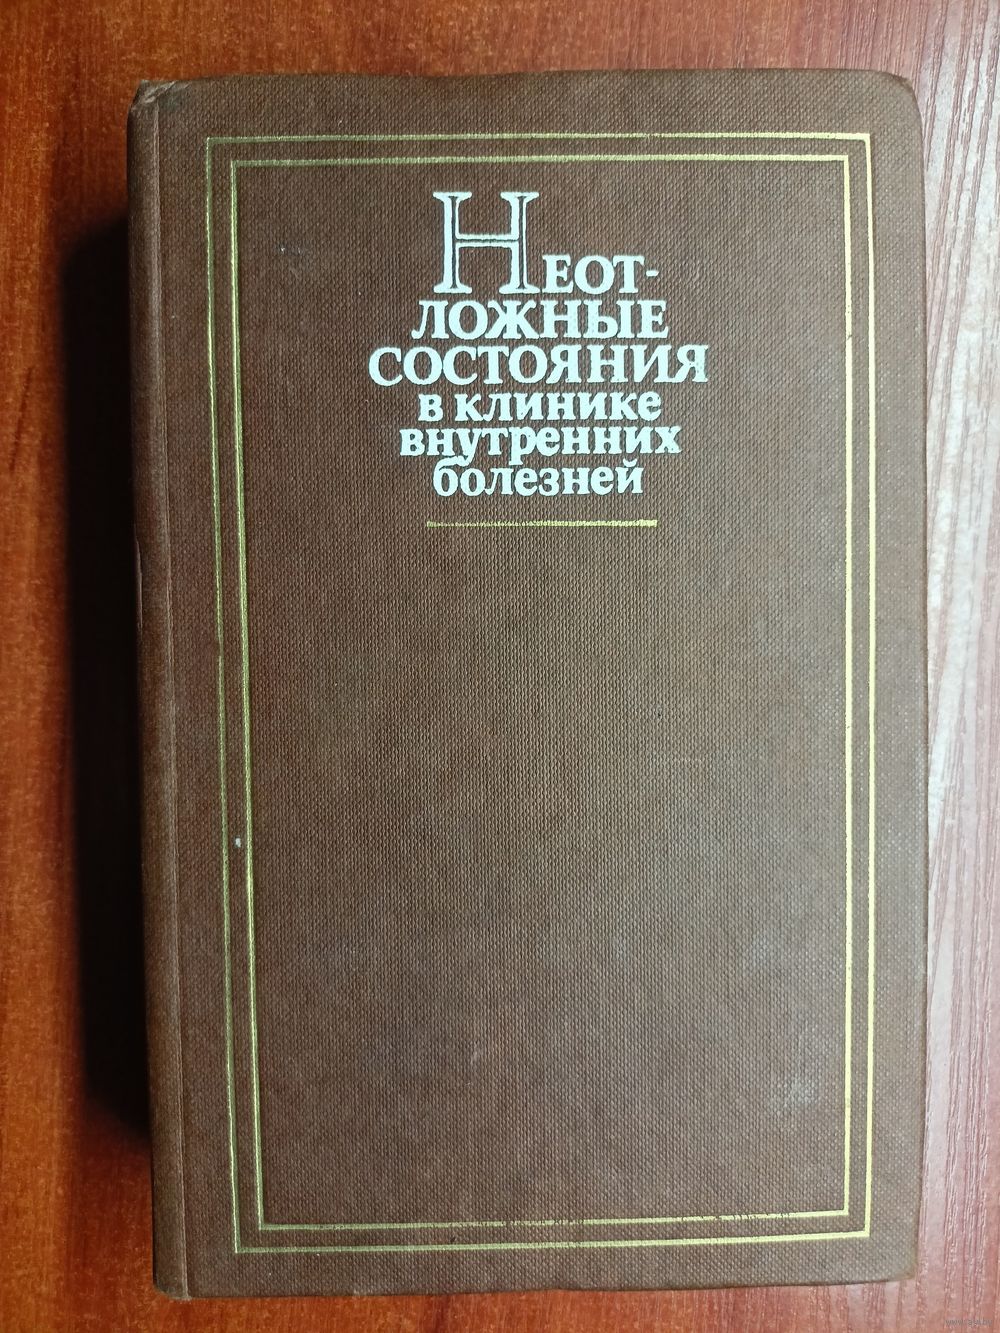 Неот-
ложные
состояния
в клинике
внутренних
болезней